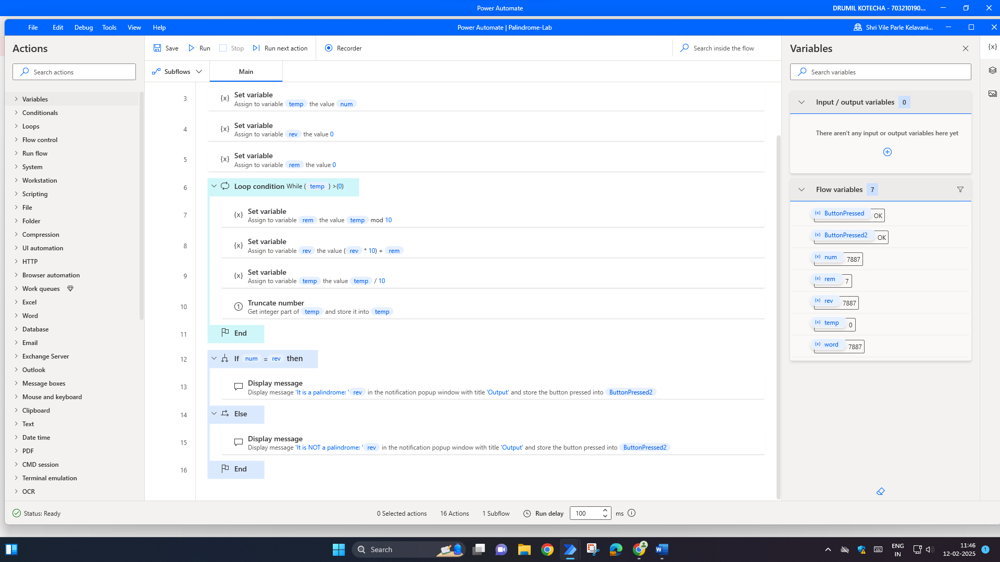 Power Automate
DRUMIL KOTECHA - 703210190...
File Edit Debug Tools View Help
Power Automate | Palindrome-Lab
Shri Vile Parle Kelavani...
Actions
Search actions
Variables
Conditionals
Loops
Flow control
Run flow
System
Workstation
Scripting
File
Folder
Compression
UI automation
HTTP
Browser automation
Work queues
Excel
Word
Database
Email
Exchange Server
Outlook
Message boxes
Mouse and keyboard
Clipboard
Text
Date time
PDF
CMD session
Terminal emulation
OCR
Save Run Stop Run next action Recorder
Search inside the flow
Subflows Main
3 {x} Set variable
Assign to variable temp the value num
4 {x} Set variable
Assign to variable rev the value 0
5 {x} Set variable
Assign to variable rem the value 0
6 Loop condition While ( temp ) >(0)
7 {x} Set variable
Assign to variable rem the value temp mod 10
8 {x} Set variable
Assign to variable rev the value ( rev * 10) + rem
9 {x} Set variable
Assign to variable temp the value temp / 10
10 1 Truncate number
Get integer part of temp and store it into temp
11 End
12 If num = rev then
13 Display message
Display message 'It is a palindrome: ' rev in the notification popup window with title 'Output' and store the button pressed into ButtonPressed2
14 Else
15 Display message
Display message 'It is NOT a palindrome: ' rev in the notification popup window with title 'Output' and store the button pressed into ButtonPressed2
16 End
Variables
{x}
Search variables
Input / output variables 0
There aren't any input or output variables here yet
Flow variables 7
(x) ButtonPressed OK
(x) ButtonPressed2 OK
(x) num 7887
(x) rem 7
(x) rev 7887
(x) temp 0
(x) word 7887
Status: Ready
0 Selected actions 16 Actions 1 Subflow Run delay 100 ms
Search
ENG
IN
11:46
12-02-2025
1